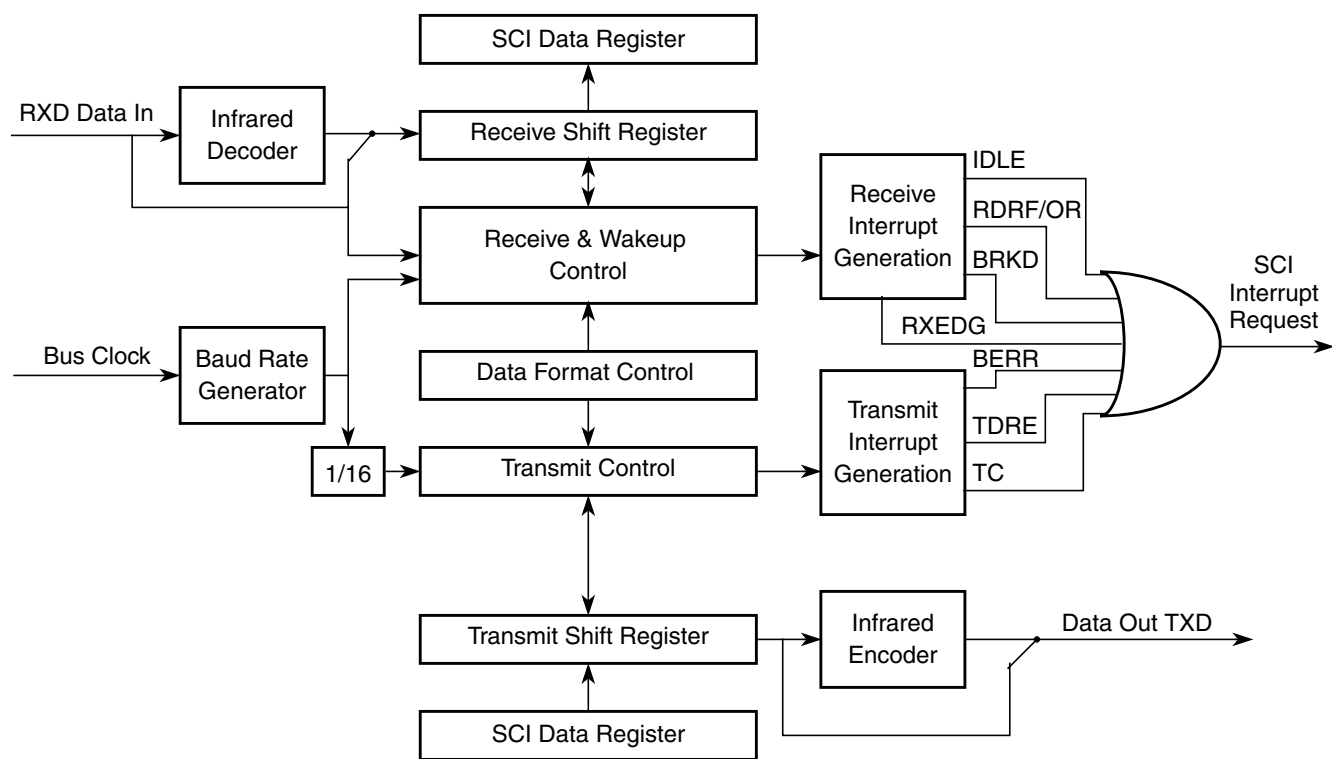 SCI Data Register
RXD Data In
Infrared
Decoder
Receive Shift Register
Receive & Wakeup
Control
Receive
Interrupt
Generation
IDLE
RDRF/OR
BRKD
RXEDG
SCI
Interrupt
Request
Bus Clock
Baud Rate
Generator
Data Format Control
BERR
Transmit
Interrupt
Generation
TDRE
TC
1/16
Transmit Control
Transmit Shift Register
Infrared
Encoder
Data Out TXD
SCI Data Register